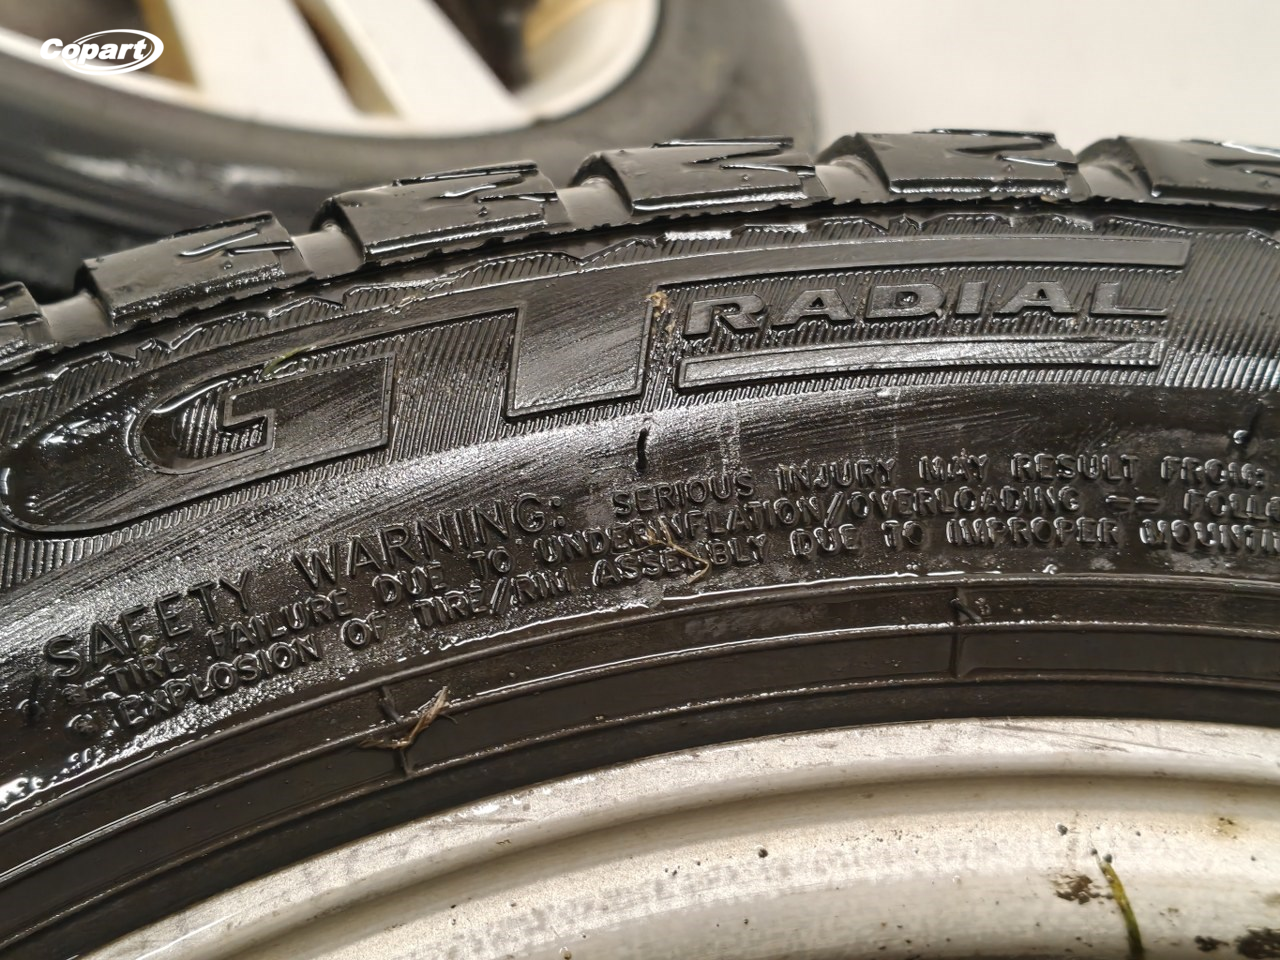 Copart
GT RADIAL
SAFETY WARNING: SERIOUS INJURY MAY RESULT FROM:
TIRE FAILURE DUE TO UNDERINFLATION/OVERLOADING -- FOLLO
EXPLOSION OF TIRE/RIM ASSEMBLY DUE TO IMPROPER MOUNTI